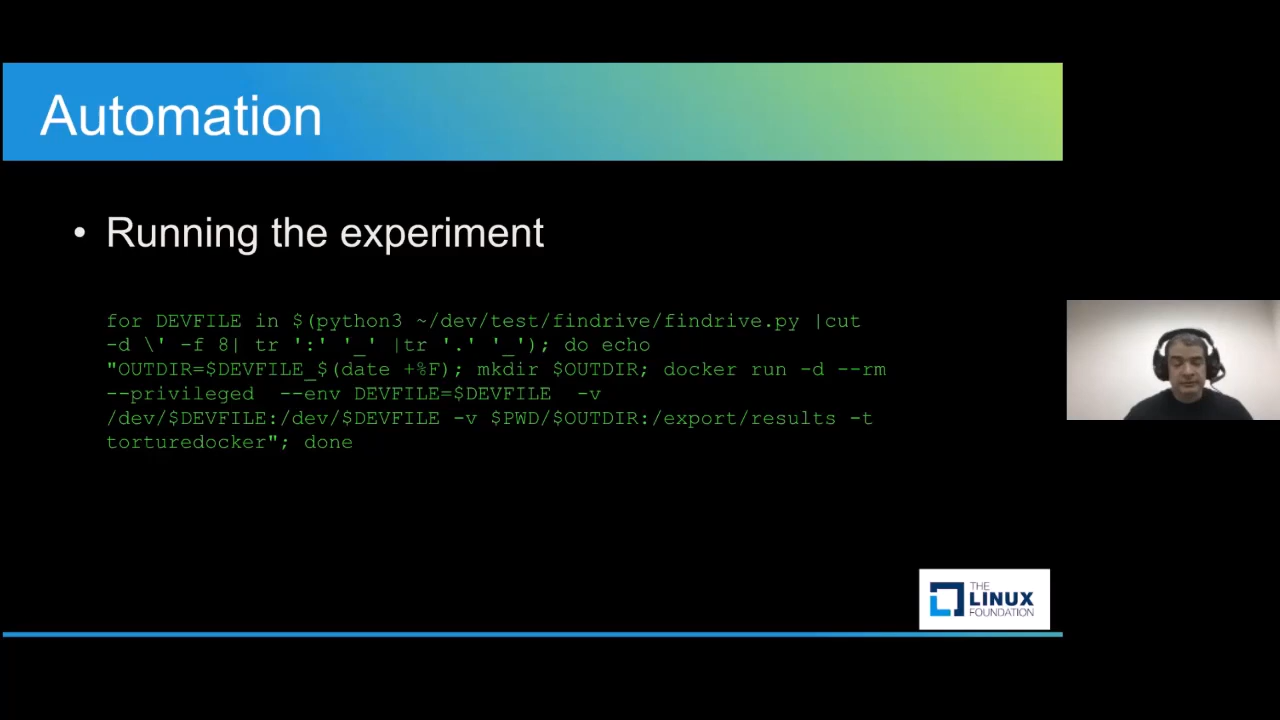 Automation
• Running the experiment
for DEVFILE in $(python3 ~/dev/test/findrive/findrive.py |cut
-d \' -f 8| tr ':' '_' |tr '.' '_'); do echo
"OUTDIR=$DEVFILE_$(date +%F); mkdir $OUTDIR; docker run -d --rm
--privileged  --env DEVFILE=$DEVFILE  -v
/dev/$DEVFILE:/dev/$DEVFILE -v $PWD/$OUTDIR:/export/results -t
torturedocker"; done
THE
LINUX
FOUNDATION